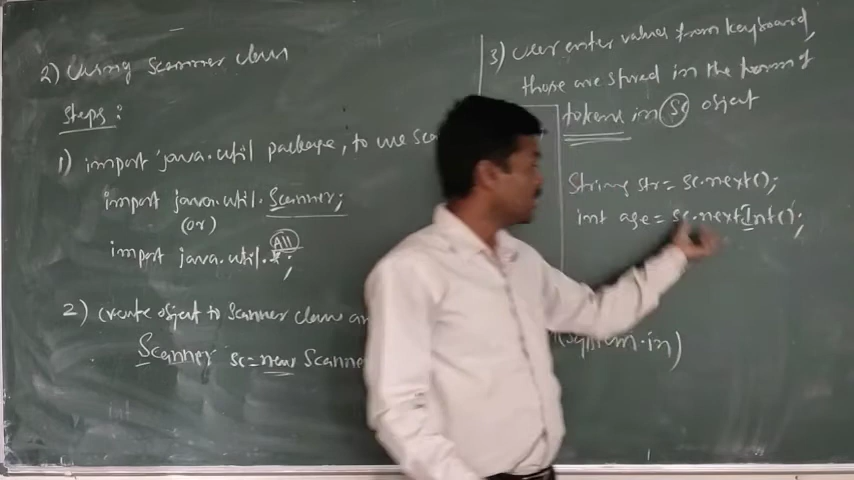 2) Using Scanner class
Steps:
1) import java.util package, to use Sca
import java.util.Scanner;
(or)
All
import java.util.*;
2) create object to Scanner class an
Scanner sc=new Scanne
(System.in)
3) User enter values from keyboard,
those are stored in the form of
tokens in sc object
String str= sc.next();
int age = sc.nextInt();